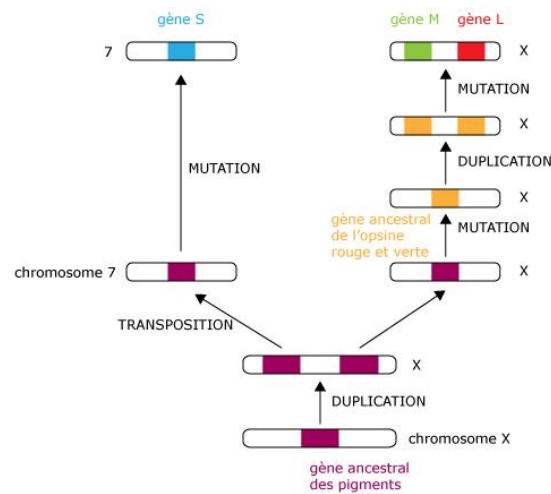 gène S
gène M
gène L
7
X
MUTATION
X
DUPLICATION
MUTATION
X
gène ancestral
de l'opsine
rouge et verte
MUTATION
chromosome 7
X
TRANSPOSITION
X
DUPLICATION
chromosome X
gène ancestral
des pigments